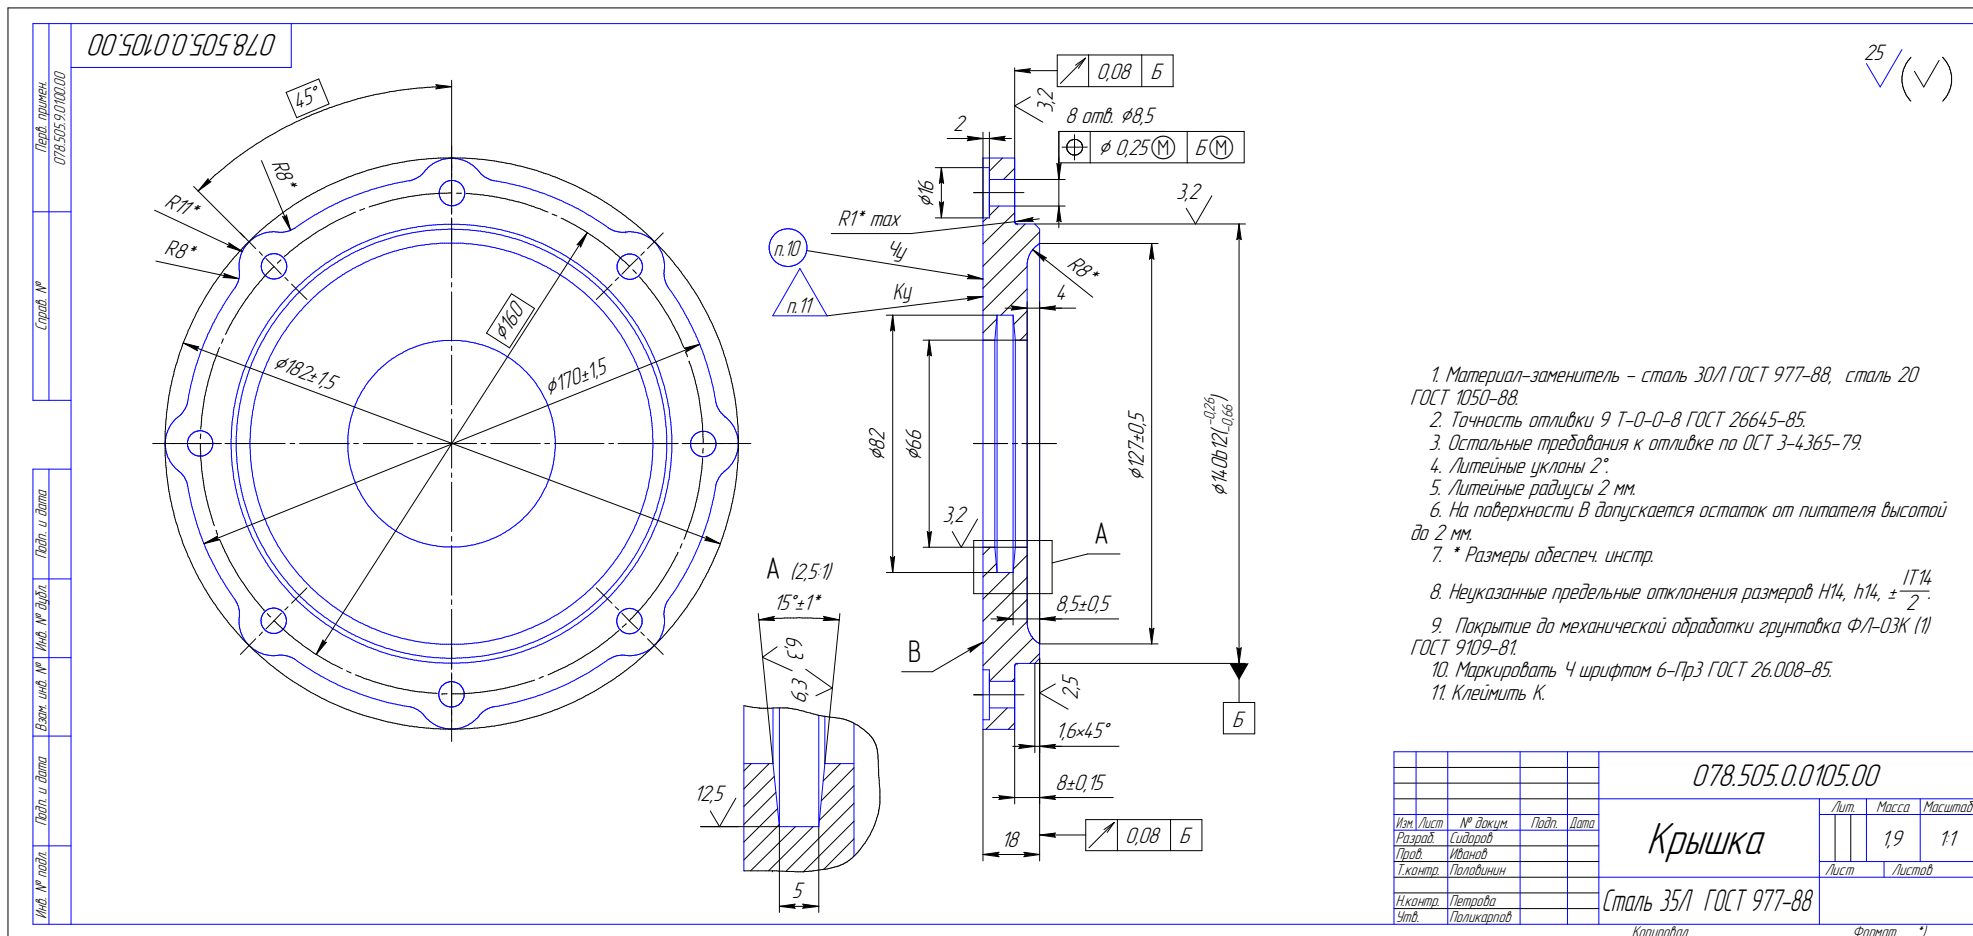 078.505.0.0105.00
Перв. примен.
078.505.9.0100.00
Справ. №
Подп. и дата
Инв. № дубл.
Взам. инв. №
Подп. и дата
Инв. № подл.
45°
R8*
R11*
R8*
⌀160
⌀182±1,5
⌀170±1,5
0,08 Б
3,2
8 отв. ⌀8,5
⌀ 0,25 Ⓜ Б Ⓜ
2
⌀16
3,2
R1* max
п.10
Чу
п.11
Ку
R8*
4
⌀82
⌀66
⌀127±0,5
⌀140b12(-0,26 -0,66)
3,2
А
8,5±0,5
В
2,5
Б
1,6×45°
8±0,15
18
0,08 Б
А (2,5:1)
15°±1*
6,3
6,3
12,5
5
25
1. Материал-заменитель – сталь 30Л ГОСТ 977-88, сталь 20
ГОСТ 1050-88.
2. Точность отливки 9 Т-0-0-8 ГОСТ 26645-85.
3. Остальные требования к отливке по ОСТ 3-4365-79.
4. Литейные уклоны 2°.
5. Литейные радиусы 2 мм.
6. На поверхности В допускается остаток от питателя высотой
до 2 мм.
7. * Размеры обеспеч. инстр.
8. Неуказанные предельные отклонения размеров Н14, h14, ± IT14/2.
9. Покрытие до механической обработки грунтовка ФЛ-03К (1)
ГОСТ 9109-81.
10. Маркировать Ч шрифтом 6-Пр3 ГОСТ 26.008-85.
11. Клеймить К.
078.505.0.0105.00
Изм. Лист № докум. Подп. Дата
Разраб. Сидоров
Пров. Иванов
Т.контр. Половинин
Н.контр. Петрова
Утв. Поликарпов
Крышка
Лит. Масса Масштаб
1,9 1:1
Лист Листов
Сталь 35Л ГОСТ 977-88
Копировал Формат *)